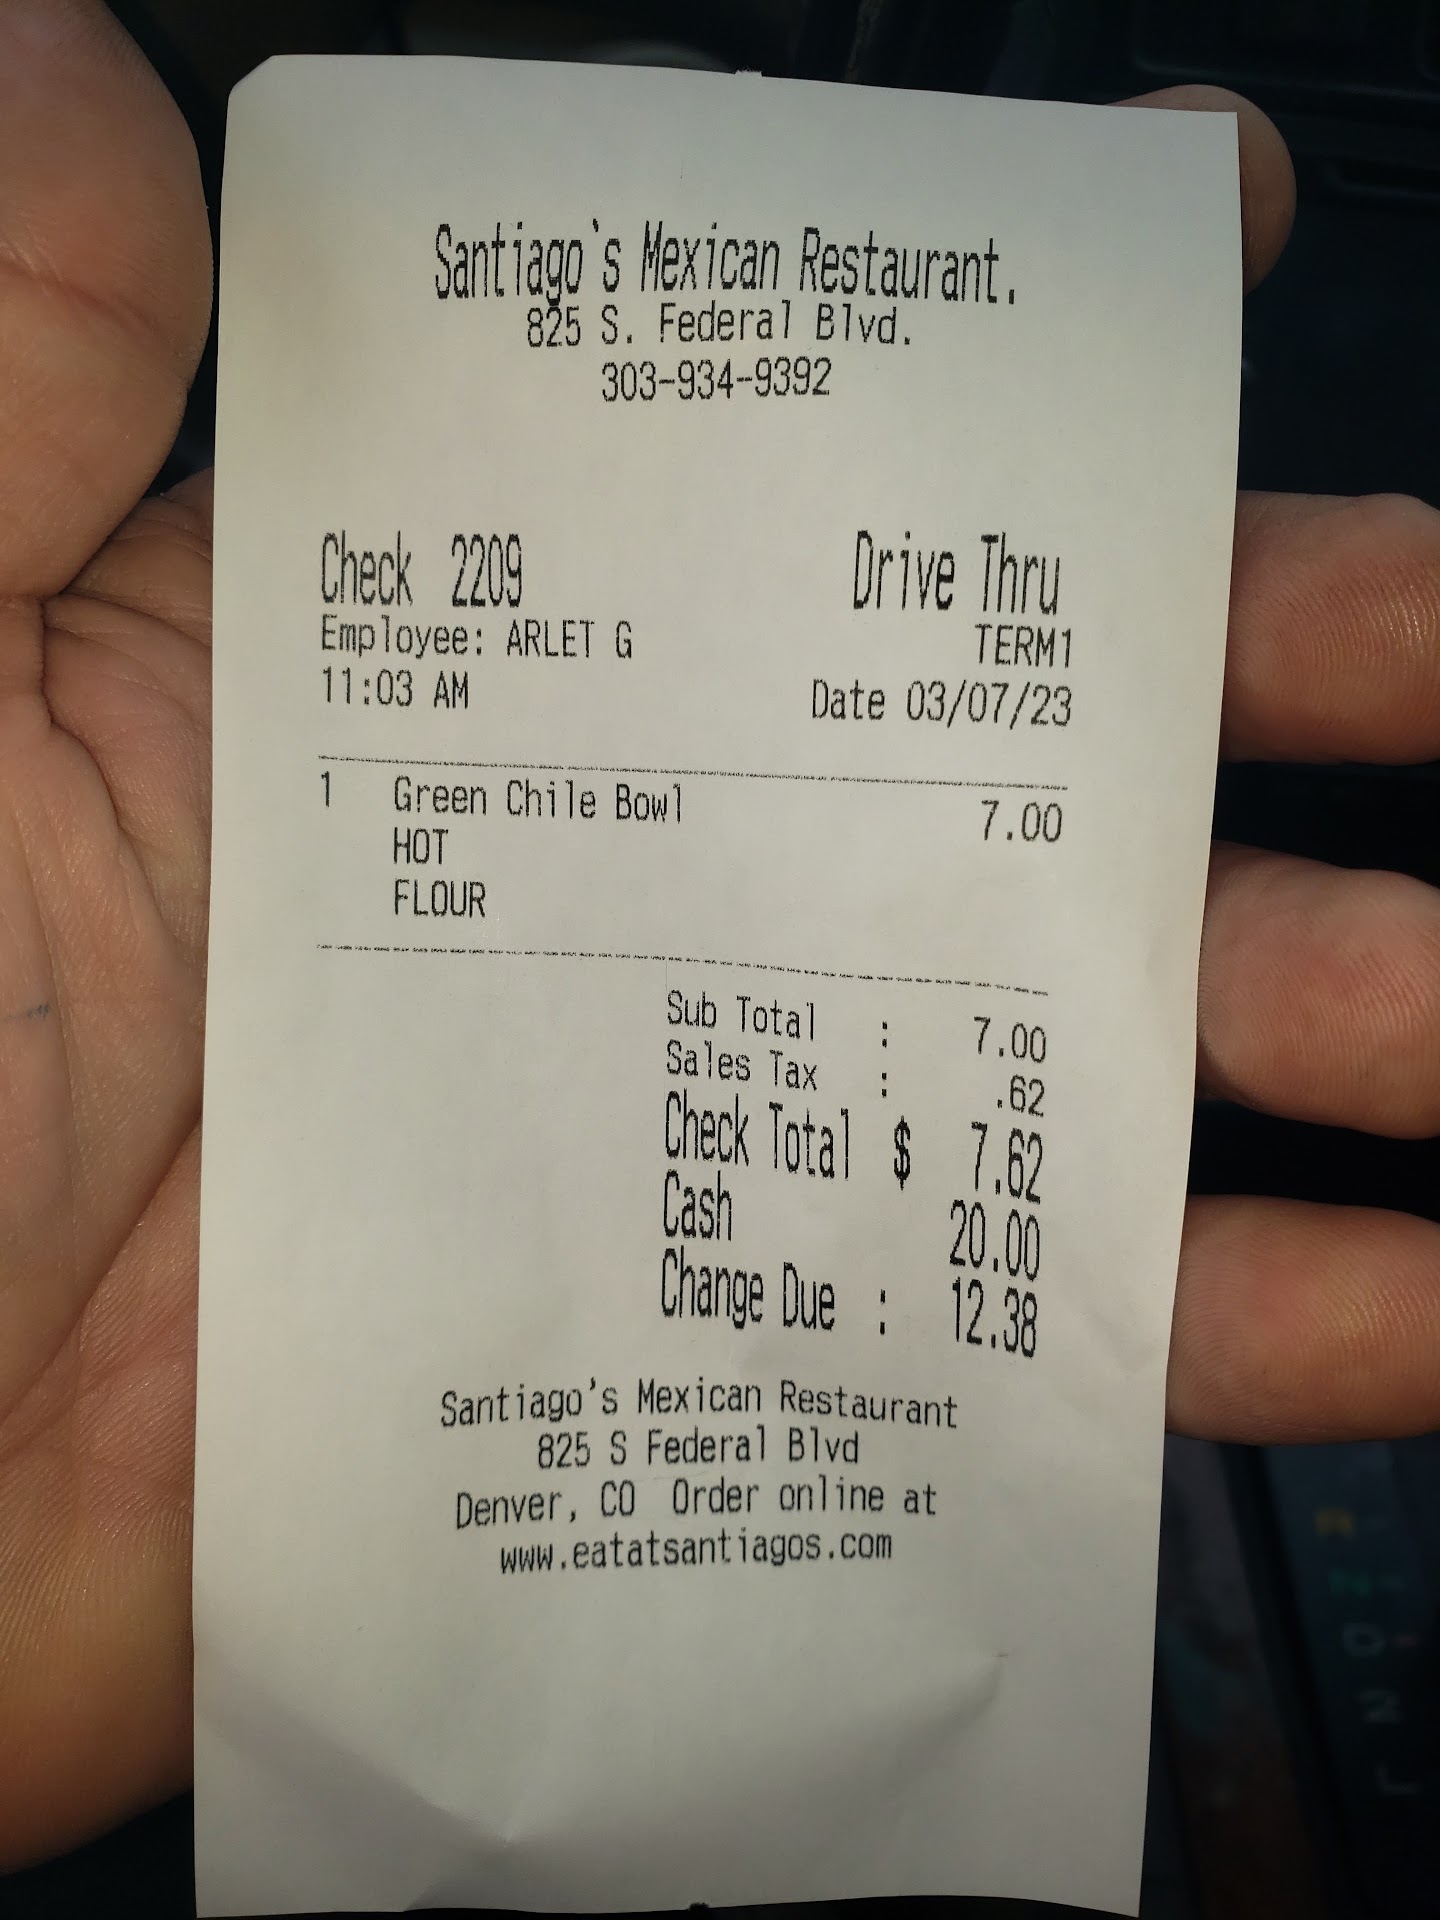 Santiago`s Mexican Restaurant.
825 S. Federal Blvd.
303-934-9392
Check 2209 Drive Thru
Employee: ARLET G TERM1
11:03 AM Date 03/07/23
1 Green Chile Bowl 7.00
HOT
FLOUR
Sub Total : 7.00
Sales Tax : .62
Check Total $ 7.62
Cash 20.00
Change Due : 12.38
Santiago's Mexican Restaurant
825 S Federal Blvd
Denver, CO Order online at
www.eatatsantiagos.com